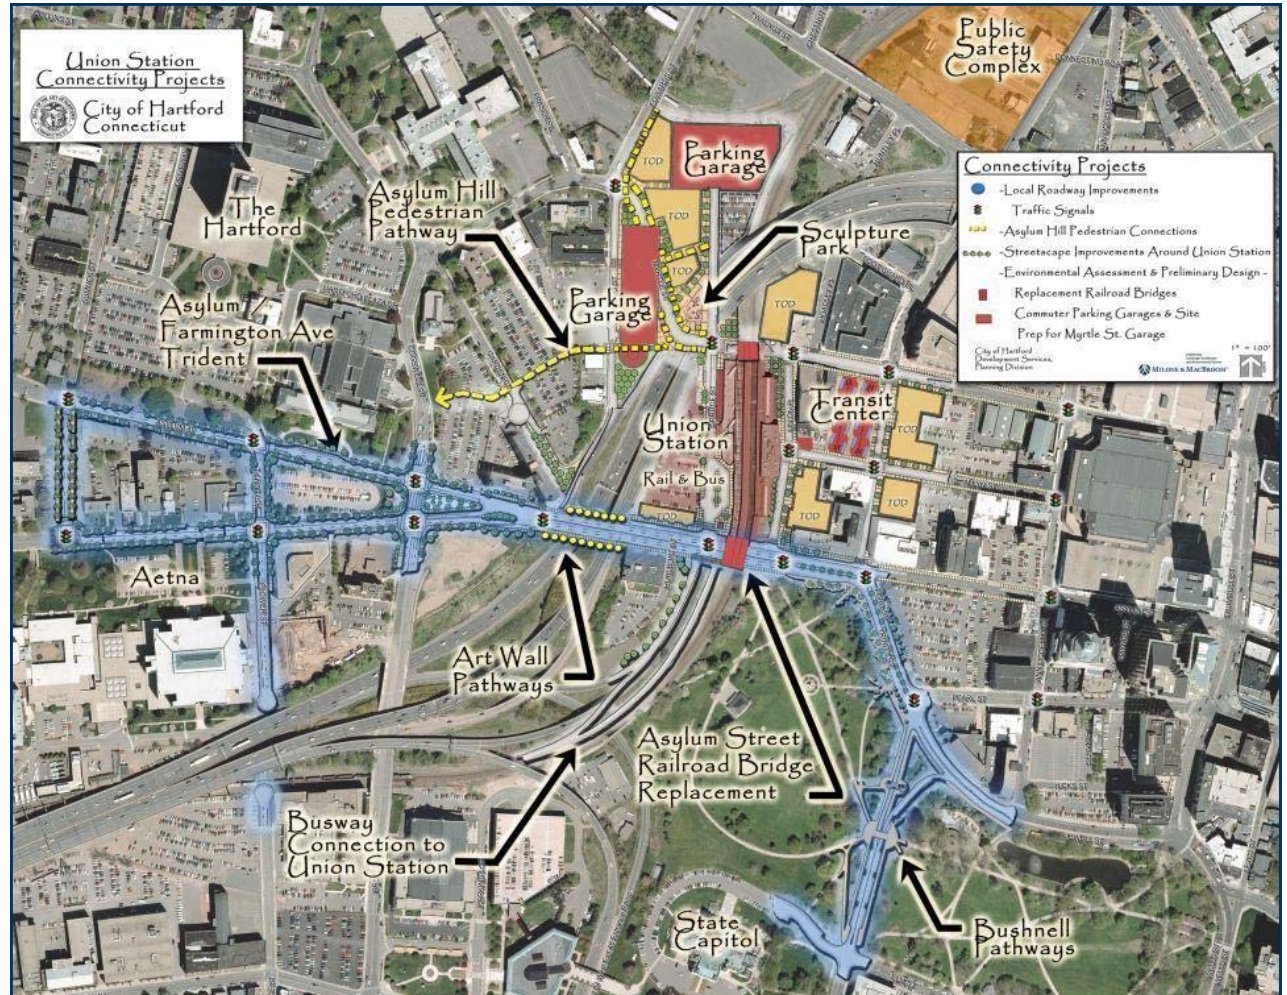 Union Station
Connectivity Projects
City of Hartford
Connecticut
Public
Safety
Complex
Connectivity Projects
-Local Roadway Improvements
Traffic Signals
-Asylum Hill Pedestrian Connections
-Streetscape Improvements Around Union Station
-Environmental Assessment & Preliminary Design -
Replacement Railroad Bridges
Commuter Parking Garages & Site
Prep for Myrtle St. Garage
City of Hartford
Development Services,
Planning Division
1" = 100'
MILONE & MACBROOM
TOD
Parking
Garage
Asylum Hill
Pedestrian
Pathway
The
Hartford
TOD
Sculpture
Park
TOD
Parking
Garage
TOD
Asylum /
Farmington Ave
Trident
Transit
Center
Union
Station
TOD
Rail & Bus
TOD
TOD
TOD
Aetna
Art Wall
Pathways
PEARL ST
Asylum Street
Railroad Bridge
Replacement
Busway
Connection to
Union Station
State
Capitol
Bushnell
Pathways